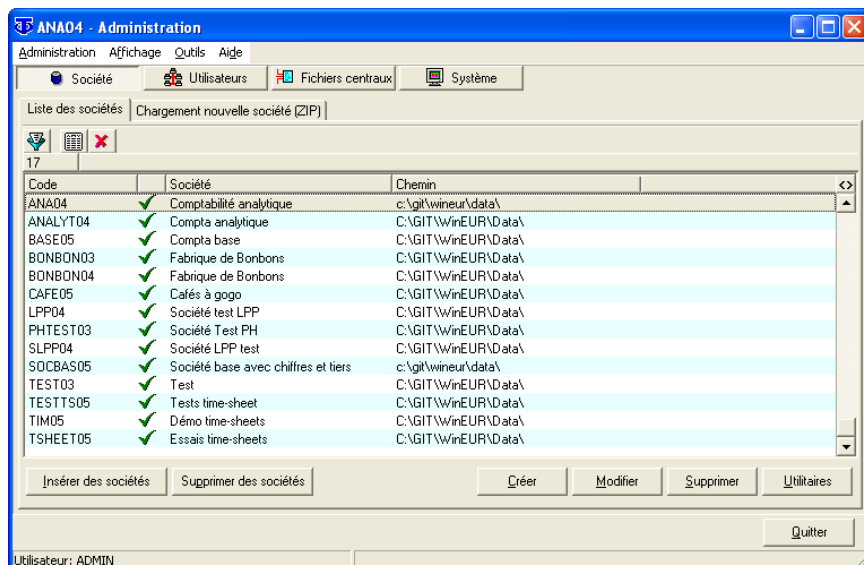 ANA04 - Administration
Administration Affichage Outils Aide
Société Utilisateurs Fichiers centraux Système
Liste des sociétés Chargement nouvelle société (ZIP)
17
Code Société Chemin <>
ANA04 Comptabilité analytique c:\git\wineur\data\
ANALYT04 Compta analytique C:\GIT\WinEUR\Data\
BASE05 Compta base C:\GIT\WinEUR\Data\
BONBON03 Fabrique de Bonbons C:\GIT\WinEUR\Data\
BONBON04 Fabrique de Bonbons C:\GIT\WinEUR\Data\
CAFE05 Cafés à gogo C:\GIT\WinEUR\Data\
LPP04 Société test LPP C:\GIT\WinEUR\Data\
PHTEST03 Société Test PH C:\GIT\WinEUR\Data\
SLPP04 Société LPP test C:\GIT\WinEUR\Data\
SOCBAS05 Société base avec chiffres et tiers c:\git\wineur\data\
TEST03 Test C:\GIT\WinEUR\Data\
TESTTS05 Tests time-sheet C:\GIT\WinEUR\Data\
TIM05 Démo time-sheets C:\GIT\WinEUR\Data\
TSHEET05 Essais time-sheets C:\GIT\WinEUR\Data\
Insérer des sociétés Supprimer des sociétés Créer Modifier Supprimer Utilitaires
Quitter
Utilisateur: ADMIN